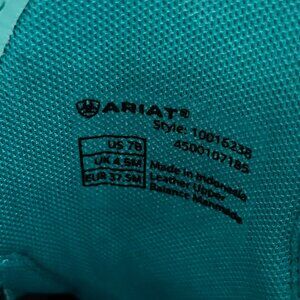 ARIAT
Style: 10016238
4500107185
US 7B
UK 4.5M
EUR 37.5M
Made in Indonesia
Leather Upper
Balance Manmade